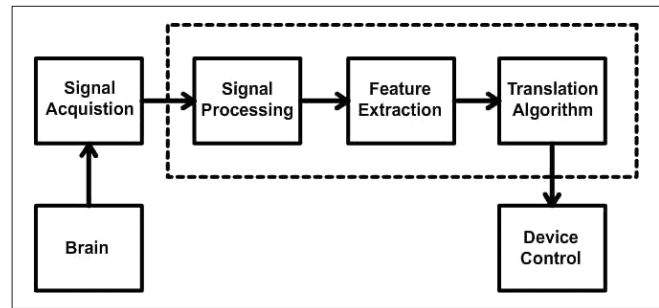 Signal
Acquistion
Signal
Processing
Feature
Extraction
Translation
Algorithm
Brain
Device
Control